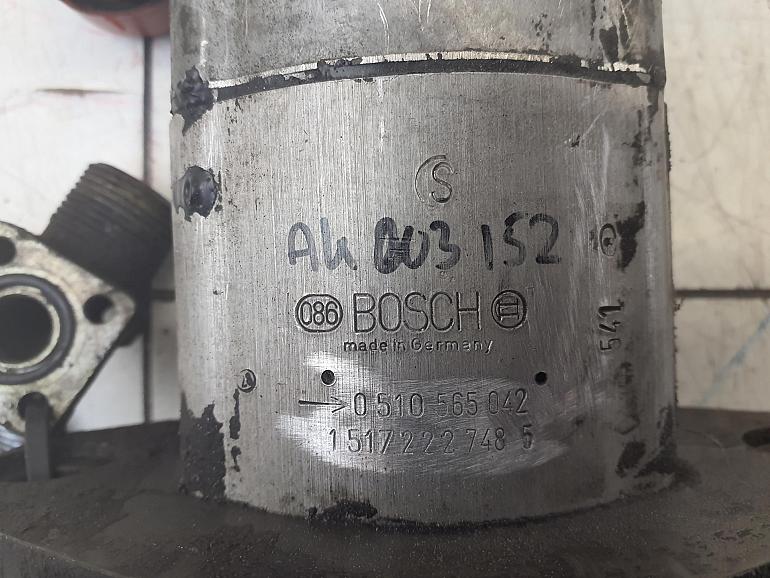 S
AK 003 152
086 BOSCH
made in Germany
541
A
0 510 565 042
1 517 222 748 5